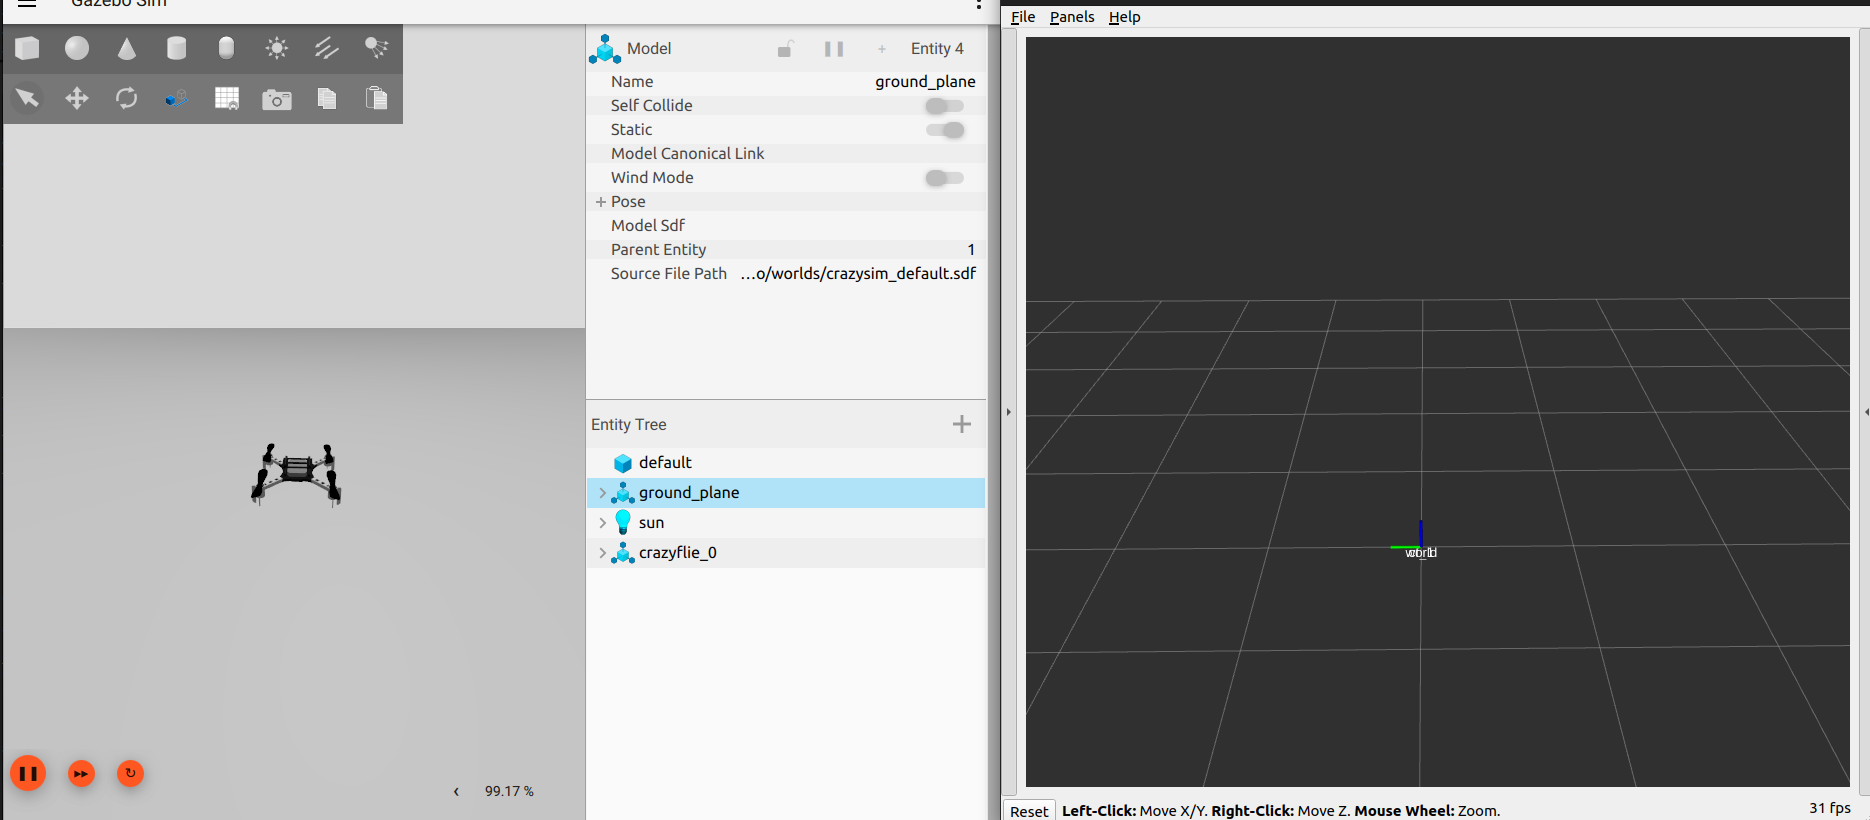 Gazebo Sim
Model
Entity 4
Name ground_plane
Self Collide
Static
Model Canonical Link
Wind Mode
Pose
Model Sdf
Parent Entity 1
Source File Path ...o/worlds/crazysim_default.sdf
Entity Tree
default
ground_plane
sun
crazyflie_0
99.17 %
File Panels Help
world
Reset Left-Click: Move X/Y. Right-Click: Move Z. Mouse Wheel: Zoom.
31 fps